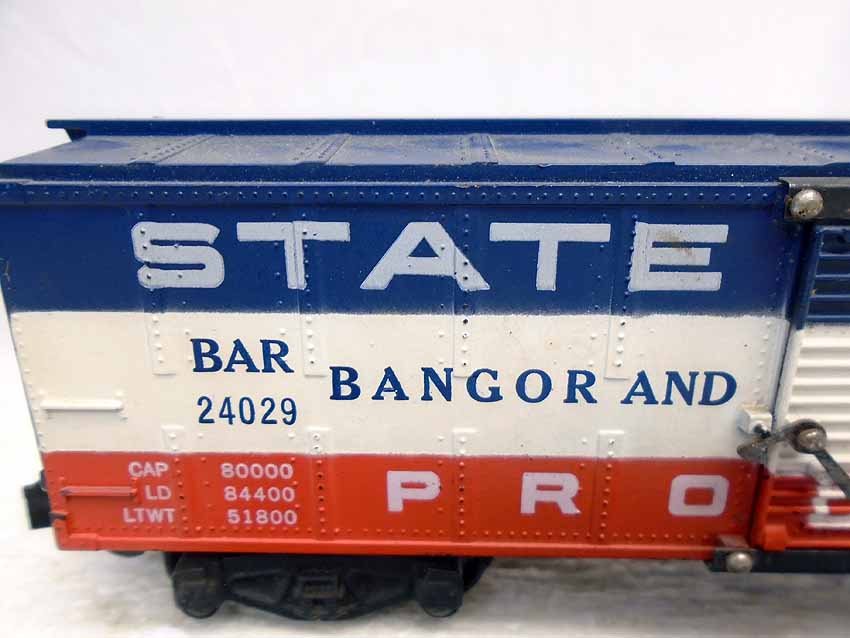 STATE
BAR
BANGOR AND
24029
CAP 80000
LD 84400
LTWT 51800
PRO